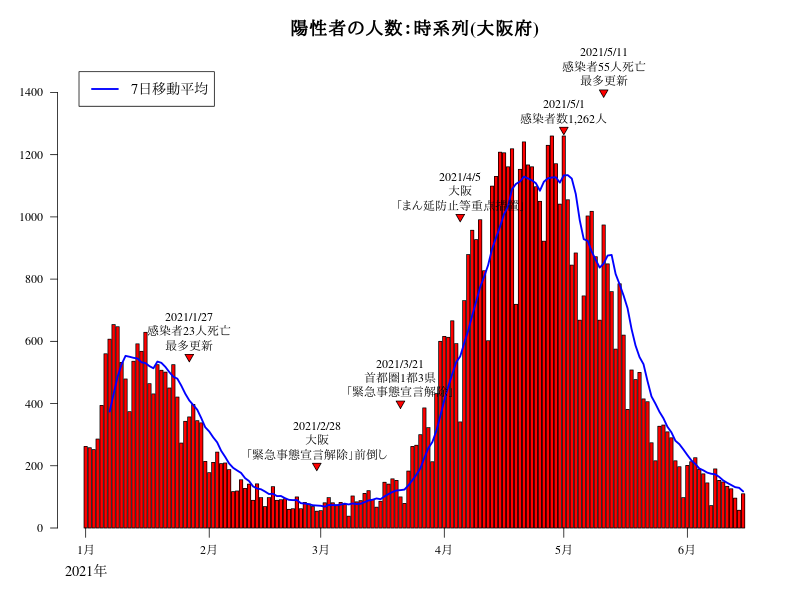 陽性者の人数：時系列(大阪府)
7日移動平均
2021/5/11
感染者55人死亡
最多更新
2021/5/1
感染者数1,262人
2021/4/5
大阪
「まん延防止等重点措置」
2021/1/27
感染者23人死亡
最多更新
2021/3/21
首都圏1都3県
「緊急事態宣言解除」
2021/2/28
大阪
「緊急事態宣言解除」前倒し
1400
1200
1000
800
600
400
200
0
1月
2月
3月
4月
5月
6月
2021年